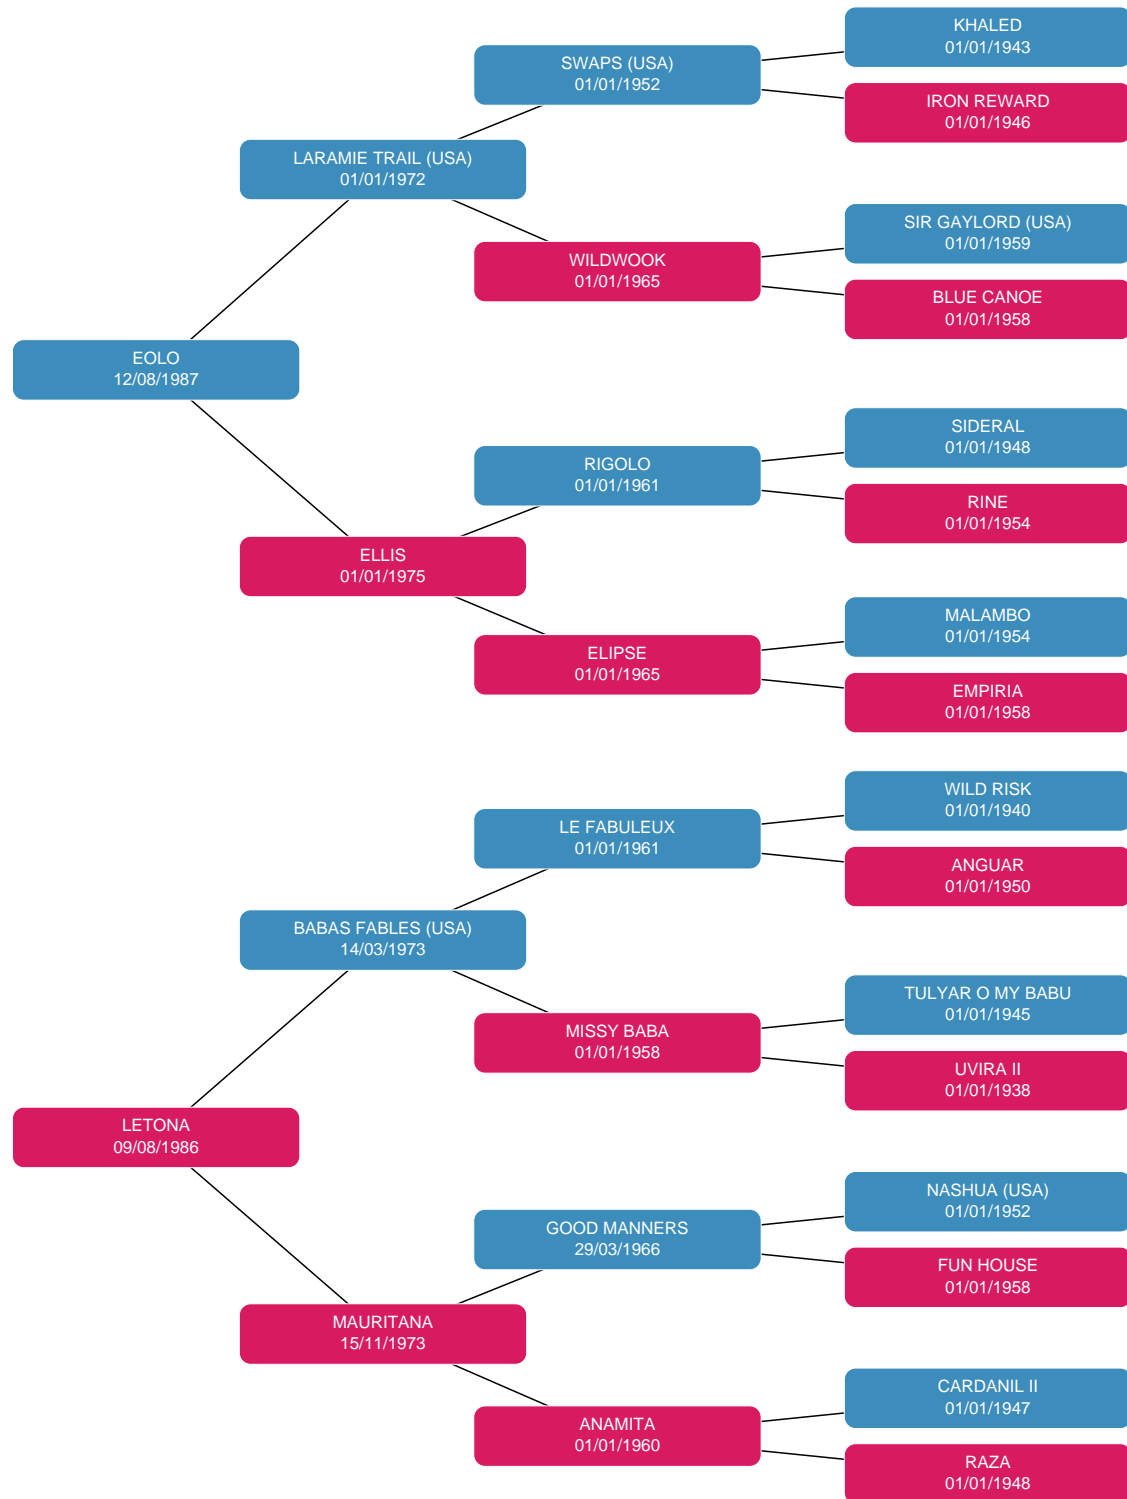 KHALED
01/01/1943
SWAPS (USA)
01/01/1952
IRON REWARD
01/01/1946
LARAMIE TRAIL (USA)
01/01/1972
SIR GAYLORD (USA)
01/01/1959
WILDWOOK
01/01/1965
BLUE CANOE
01/01/1958
EOLO
12/08/1987
SIDERAL
01/01/1948
RIGOLO
01/01/1961
RINE
01/01/1954
ELLIS
01/01/1975
MALAMBO
01/01/1954
ELIPSE
01/01/1965
EMPIRIA
01/01/1958
WILD RISK
01/01/1940
LE FABULEUX
01/01/1961
ANGUAR
01/01/1950
BABAS FABLES (USA)
14/03/1973
TULYAR O MY BABU
01/01/1945
MISSY BABA
01/01/1958
UVIRA II
01/01/1938
LETONA
09/08/1986
NASHUA (USA)
01/01/1952
GOOD MANNERS
29/03/1966
FUN HOUSE
01/01/1958
MAURITANA
15/11/1973
CARDANIL II
01/01/1947
ANAMITA
01/01/1960
RAZA
01/01/1948